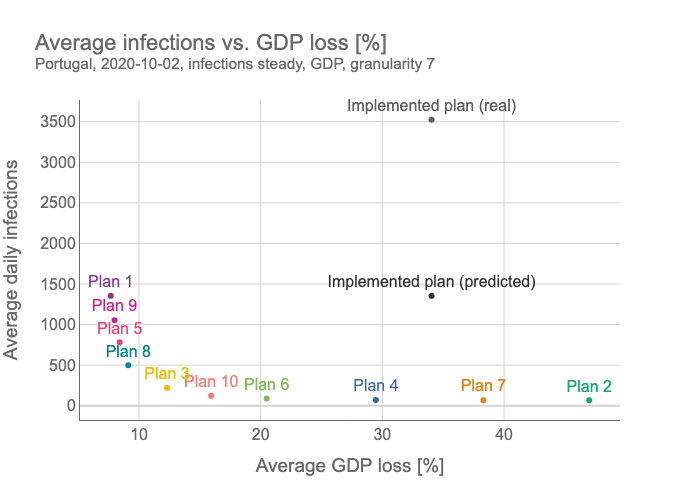 Average infections vs. GDP loss [%]
Portugal, 2020-10-02, infections steady, GDP, granularity 7
Implemented plan (real)
3500
3000
2500
2000
1500
1000
500
0
Average daily infections
Implemented plan (predicted)
Plan 1
Plan 9
Plan 5
Plan 8
Plan 3
Plan 10
Plan 6
Plan 4
Plan 7
Plan 2
10
20
30
40
Average GDP loss [%]